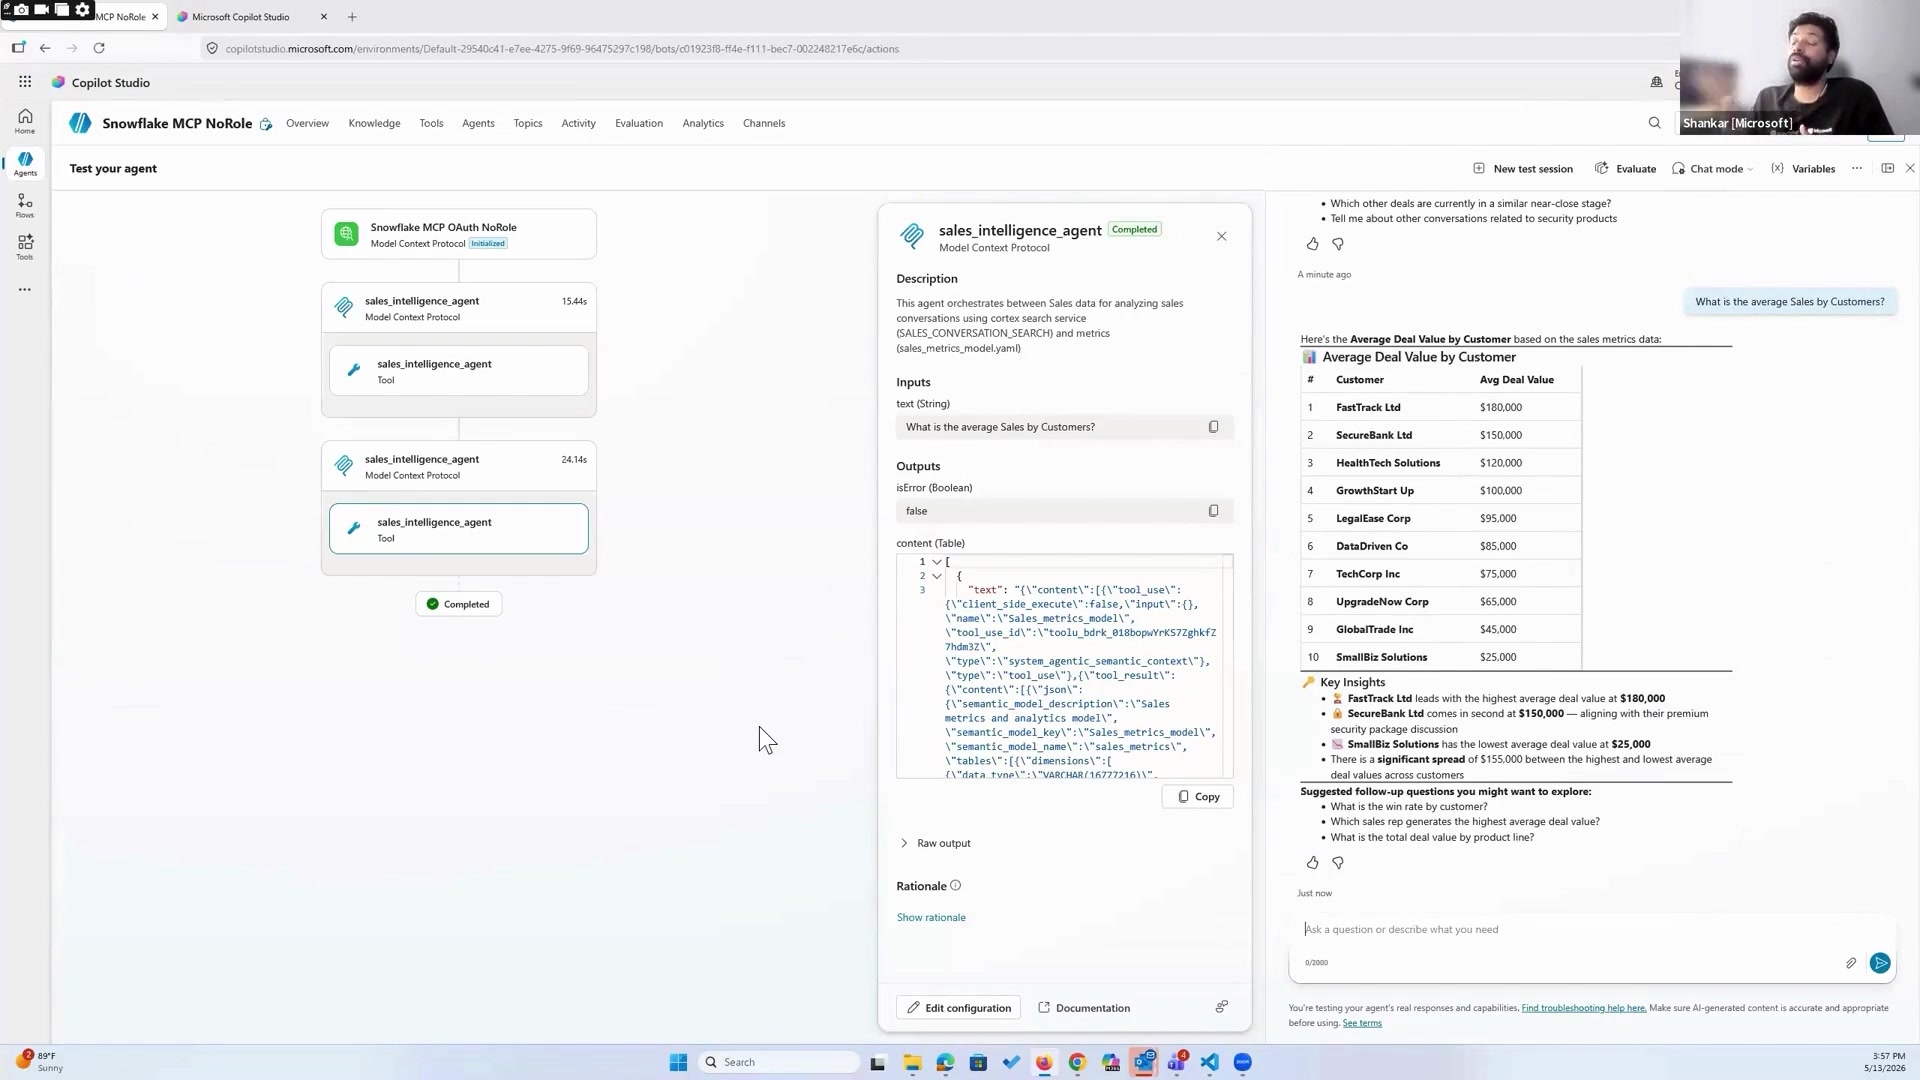 MCP NoRole
Microsoft Copilot Studio
copilotstudio.microsoft.com/environments/Default-29540c41-e7ee-4275-9f69-96475297c198/bots/c01923f8-ff4e-f111-bec7-002248217e6c/actions
Copilot Studio
Shankar [Microsoft]
Home
Agents
Flows
Tools
Snowflake MCP NoRole
Overview
Knowledge
Tools
Agents
Topics
Activity
Evaluation
Analytics
Channels
Test your agent
New test session
Evaluate
Chat mode
Variables
Snowflake MCP OAuth NoRole
Model Context Protocol Initialized
sales_intelligence_agent 15.44s
Model Context Protocol
sales_intelligence_agent
Tool
sales_intelligence_agent 24.14s
Model Context Protocol
sales_intelligence_agent
Tool
Completed
sales_intelligence_agent Completed
Model Context Protocol
Description
This agent orchestrates between Sales data for analyzing sales
conversations using cortex search service
(SALES_CONVERSATION_SEARCH) and metrics
(sales_metrics_model.yaml)
Inputs
text (String)
What is the average Sales by Customers?
Outputs
isError (Boolean)
false
content (Table)
1 [
2 {
3 "text": "{\"content\":[{\"tool_use\":
{\"client_side_execute\":false,\"input\":{},
\"name\":\"Sales_metrics_model\",
\"tool_use_id\":\"toolu_bdrk_018bopwYrKS7ZghkfZ
7hdm3Z\",
\"type\":\"system_agentic_semantic_context\"},
\"type\":\"tool_use\"},{\"tool_result\":
{\"content\":[{\"json\":
{\"semantic_model_description\":\"Sales
metrics and analytics model\",
\"semantic_model_key\":\"Sales_metrics_model\",
\"semantic_model_name\":\"sales_metrics\",
\"tables\":[{\"dimensions\":[
{\"data_type\":\"VARCHAR(16777216)\",
Copy
Raw output
Rationale
Show rationale
Edit configuration
Documentation
Which other deals are currently in a similar near-close stage?
Tell me about other conversations related to security products
A minute ago
What is the average Sales by Customers?
Here's the Average Deal Value by Customer based on the sales metrics data:
Average Deal Value by Customer
# Customer Avg Deal Value
1 FastTrack Ltd $180,000
2 SecureBank Ltd $150,000
3 HealthTech Solutions $120,000
4 GrowthStart Up $100,000
5 LegalEase Corp $95,000
6 DataDriven Co $85,000
7 TechCorp Inc $75,000
8 UpgradeNow Corp $65,000
9 GlobalTrade Inc $45,000
10 SmallBiz Solutions $25,000
Key Insights
FastTrack Ltd leads with the highest average deal value at $180,000
SecureBank Ltd comes in second at $150,000 — aligning with their premium
security package discussion
SmallBiz Solutions has the lowest average deal value at $25,000
There is a significant spread of $155,000 between the highest and lowest average
deal values across customers
Suggested follow-up questions you might want to explore:
What is the win rate by customer?
Which sales rep generates the highest average deal value?
What is the total deal value by product line?
Just now
Ask a question or describe what you need
0/2000
You're testing your agent's real responses and capabilities. Find troubleshooting help here. Make sure AI-generated content is accurate and appropriate
before using. See terms
2
89°F
Sunny
Search
4
3:57 PM
5/13/2026